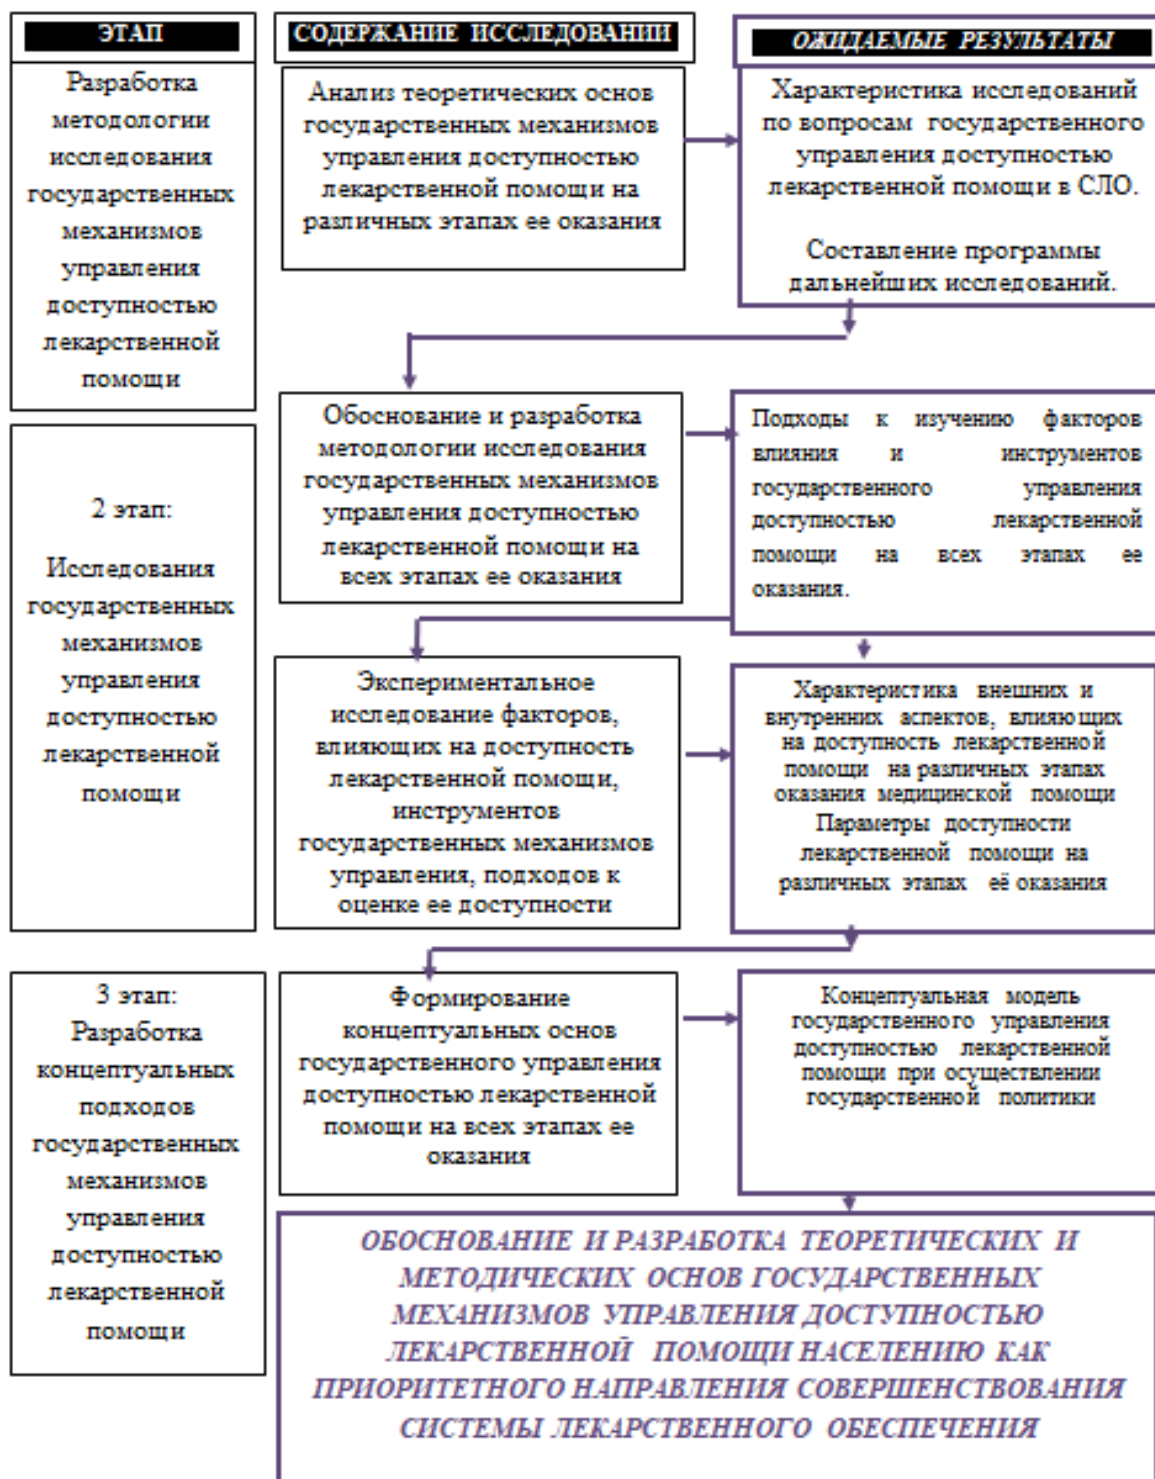 ЭТАП
СОДЕРЖАНИЕ ИССЛЕДОВАНИИ
ОЖИДАЕМЫЕ РЕЗУЛЬТАТЫ
Разработка
методологии
исследования
государственных
механизмов
управления
доступностью
лекарственной
помощи
Анализ теоретических основ
государственных механизмов
управления доступностью
лекарственной помощи на
различных этапах ее оказания
Характеристика исследований
по вопросам государственного
управления доступностью
лекарственной помощи в СЛО.
Составление программы
дальнейших исследований.
2 этап:
Исследования
государственных
механизмов
управления
доступностью
лекарственной
помощи
Обоснование и разработка
методологии исследования
государственных механизмов
управления доступностью
лекарственной помощи на
всех этапах ее оказания
Подходы к изучению факторов
влияния и инструментов
государственного управления
доступностью лекарственной
помощи на всех этапах ее
оказания.
Экспериментальное
исследование факторов,
влияющих на доступность
лекарственной помощи,
инструментов
государственных механизмов
управления, подходов к
оценке ее доступности
Характеристика внешних и
внутренних аспектов, влияющих
на доступность лекарственной
помощи на различных этапах
оказания медицинской помощи
Параметры доступности
лекарственной помощи на
различных этапах её оказания
3 этап:
Разработка
концептуальных
подходов
государственных
механизмов
управления
доступностью
лекарственной
помощи
Формирование
концептуальных основ
государственного управления
доступностью лекарственной
помощи на всех этапах ее
оказания
Концептуальная модель
государственного управления
доступностью лекарственной
помощи при осуществлении
государственной политики
ОБОСНОВАНИЕ И РАЗРАБОТКА ТЕОРЕТИЧЕСКИХ И
МЕТОДИЧЕСКИХ ОСНОВ ГОСУДАРСТВЕННЫХ
МЕХАНИЗМОВ УПРАВЛЕНИЯ ДОСТУПНОСТЬЮ
ЛЕКАРСТВЕННОЙ ПОМОЩИ НАСЕЛЕНИЮ КАК
ПРИОРИТЕТНОГО НАПРАВЛЕНИЯ СОВЕРШЕНСТВОВАНИЯ
СИСТЕМЫ ЛЕКАРСТВЕННОГО ОБЕСПЕЧЕНИЯ